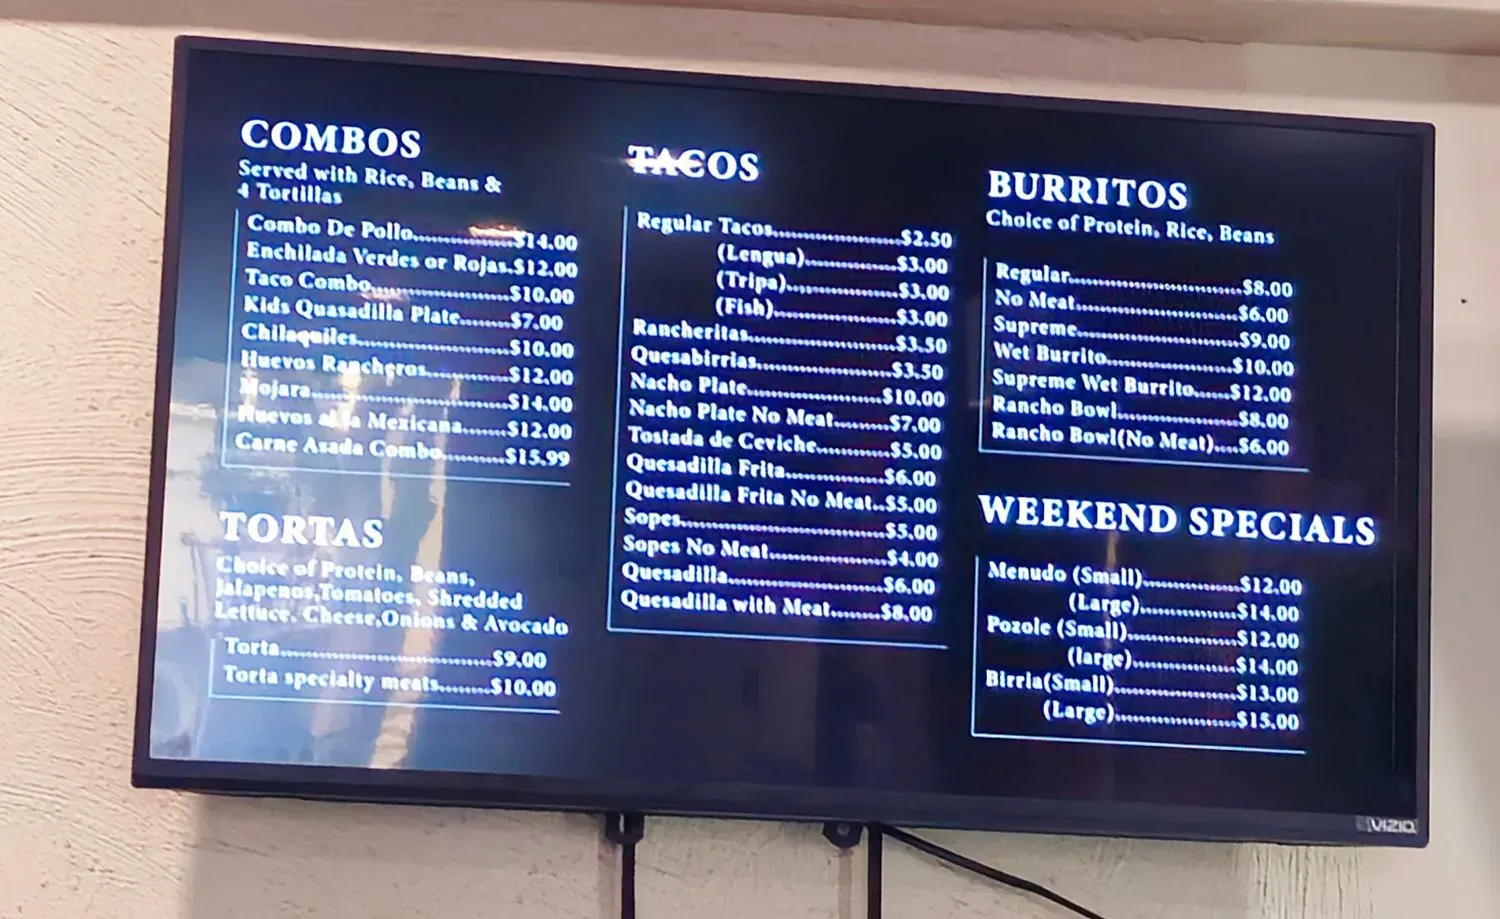 COMBOS
Served with Rice, Beans &
4 Tortillas
Combo De Pollo......................$14.00
Enchilada Verdes or Rojas.$12.00
Taco Combo..............................$10.00
Kids Quasadilla Plate..........$7.00
Chilaquiles................................$10.00
Huevos Rancheros.................$12.00
Mojara........................................$14.00
Huevos a la Mexicana.........$12.00
Carne Asada Combo.............$15.99
TORTAS
Choice of Protein, Beans,
Jalapenos,Tomatoes, Shredded
Lettuce, Cheese,Onions & Avocado
Torta............................................$9.00
Torta specialty meats..........$10.00
TACOS
Regular Tacos..........................$2.50
(Lengua)...................$3.00
(Tripa)......................$3.00
(Fish).........................$3.00
Rancheritas..............................$3.50
Quesabirrias............................$3.50
Nacho Plate...........................$10.00
Nacho Plate No Meat...........$7.00
Tostada de Ceviche..............$5.00
Quesadilla Frita....................$6.00
Quesadilla Frita No Meat..$5.00
Sopes.........................................$5.00
Sopes No Meat.......................$4.00
Quesadilla...............................$6.00
Quesadilla with Meat..........$8.00
BURRITOS
Choice of Protein, Rice, Beans
Regular...................................$8.00
No Meat.................................$6.00
Supreme.................................$9.00
Wet Burrito.........................$10.00
Supreme Wet Burrito.......$12.00
Rancho Bowl.........................$8.00
Rancho Bowl(No Meat).....$6.00
WEEKEND SPECIALS
Menudo (Small)...................$12.00
(Large)....................$14.00
Pozole (Small)......................$12.00
(large).....................$14.00
Birria(Small).........................$13.00
(Large).........................$15.00
VIZIO